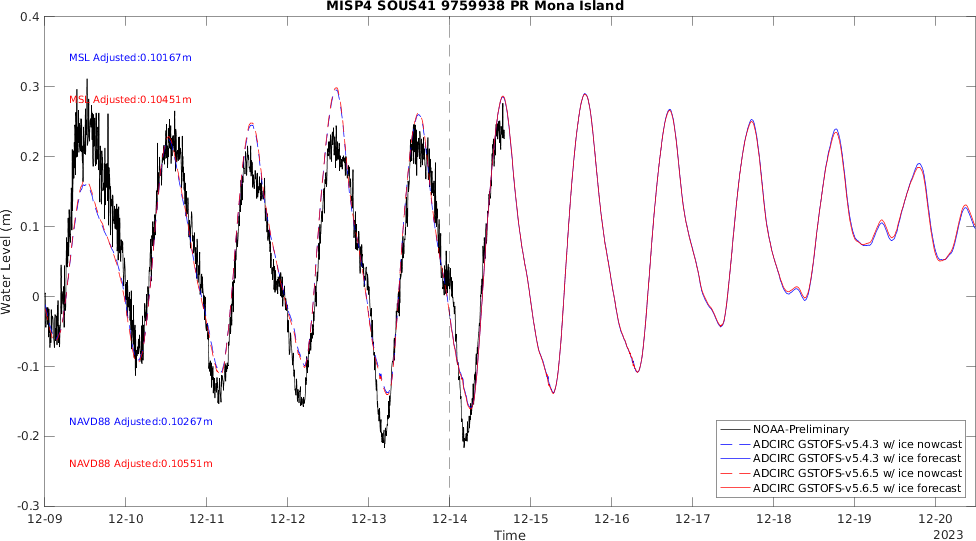 MISP4 SOUS41 9759938 PR Mona Island
0.4
0.3
0.2
0.1
0
-0.1
-0.2
-0.3
Water Level (m)
MSL Adjusted:0.10167m
MSL Adjusted:0.10451m
NAVD88 Adjusted:0.10267m
NAVD88 Adjusted:0.10551m
NOAA-Preliminary
ADCIRC GSTOFS-v5.4.3 w/ ice nowcast
ADCIRC GSTOFS-v5.4.3 w/ ice forecast
ADCIRC GSTOFS-v5.6.5 w/ ice nowcast
ADCIRC GSTOFS-v5.6.5 w/ ice forecast
12-09 12-10 12-11 12-12 12-13 12-14 12-15 12-16 12-17 12-18 12-19 12-20
2023
Time